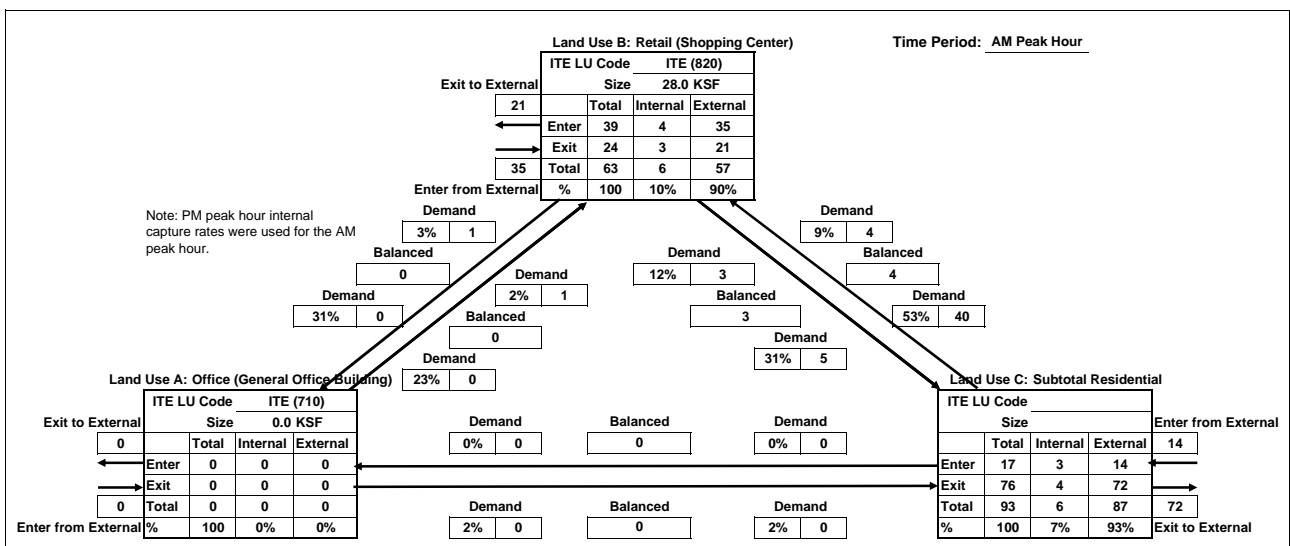 Land Use B: Retail (Shopping Center)
Time Period: AM Peak Hour
ITE LU Code ITE (820)
Exit to External Size 28.0 KSF
21 Total Internal External
Enter 39 4 35
Exit 24 3 21
35 Total 63 6 57
Enter from External % 100 10% 90%
Note: PM peak hour internal
capture rates were used for the AM
peak hour.
Demand
3% 1
Balanced
0
Demand
31% 0
Demand
2% 1
Balanced
0
Demand
23% 0
Demand
12% 3
Balanced
3
Demand
31% 5
Demand
9% 4
Balanced
4
Demand
53% 40
Land Use A: Office (General Office Building)
ITE LU Code ITE (710)
Exit to External Size 0.0 KSF
0 Total Internal External
Enter 0 0 0
Exit 0 0 0
0 Total 0 0 0
Enter from External % 100 0% 0%
Demand Balanced Demand
0% 0 0 0% 0
Demand Balanced Demand
2% 0 0 2% 0
Land Use C: Subtotal Residential
ITE LU Code
Size Enter from External
Total Internal External 14
Enter 17 3 14
Exit 76 4 72
Total 93 6 87 72
% 100 7% 93% Exit to External